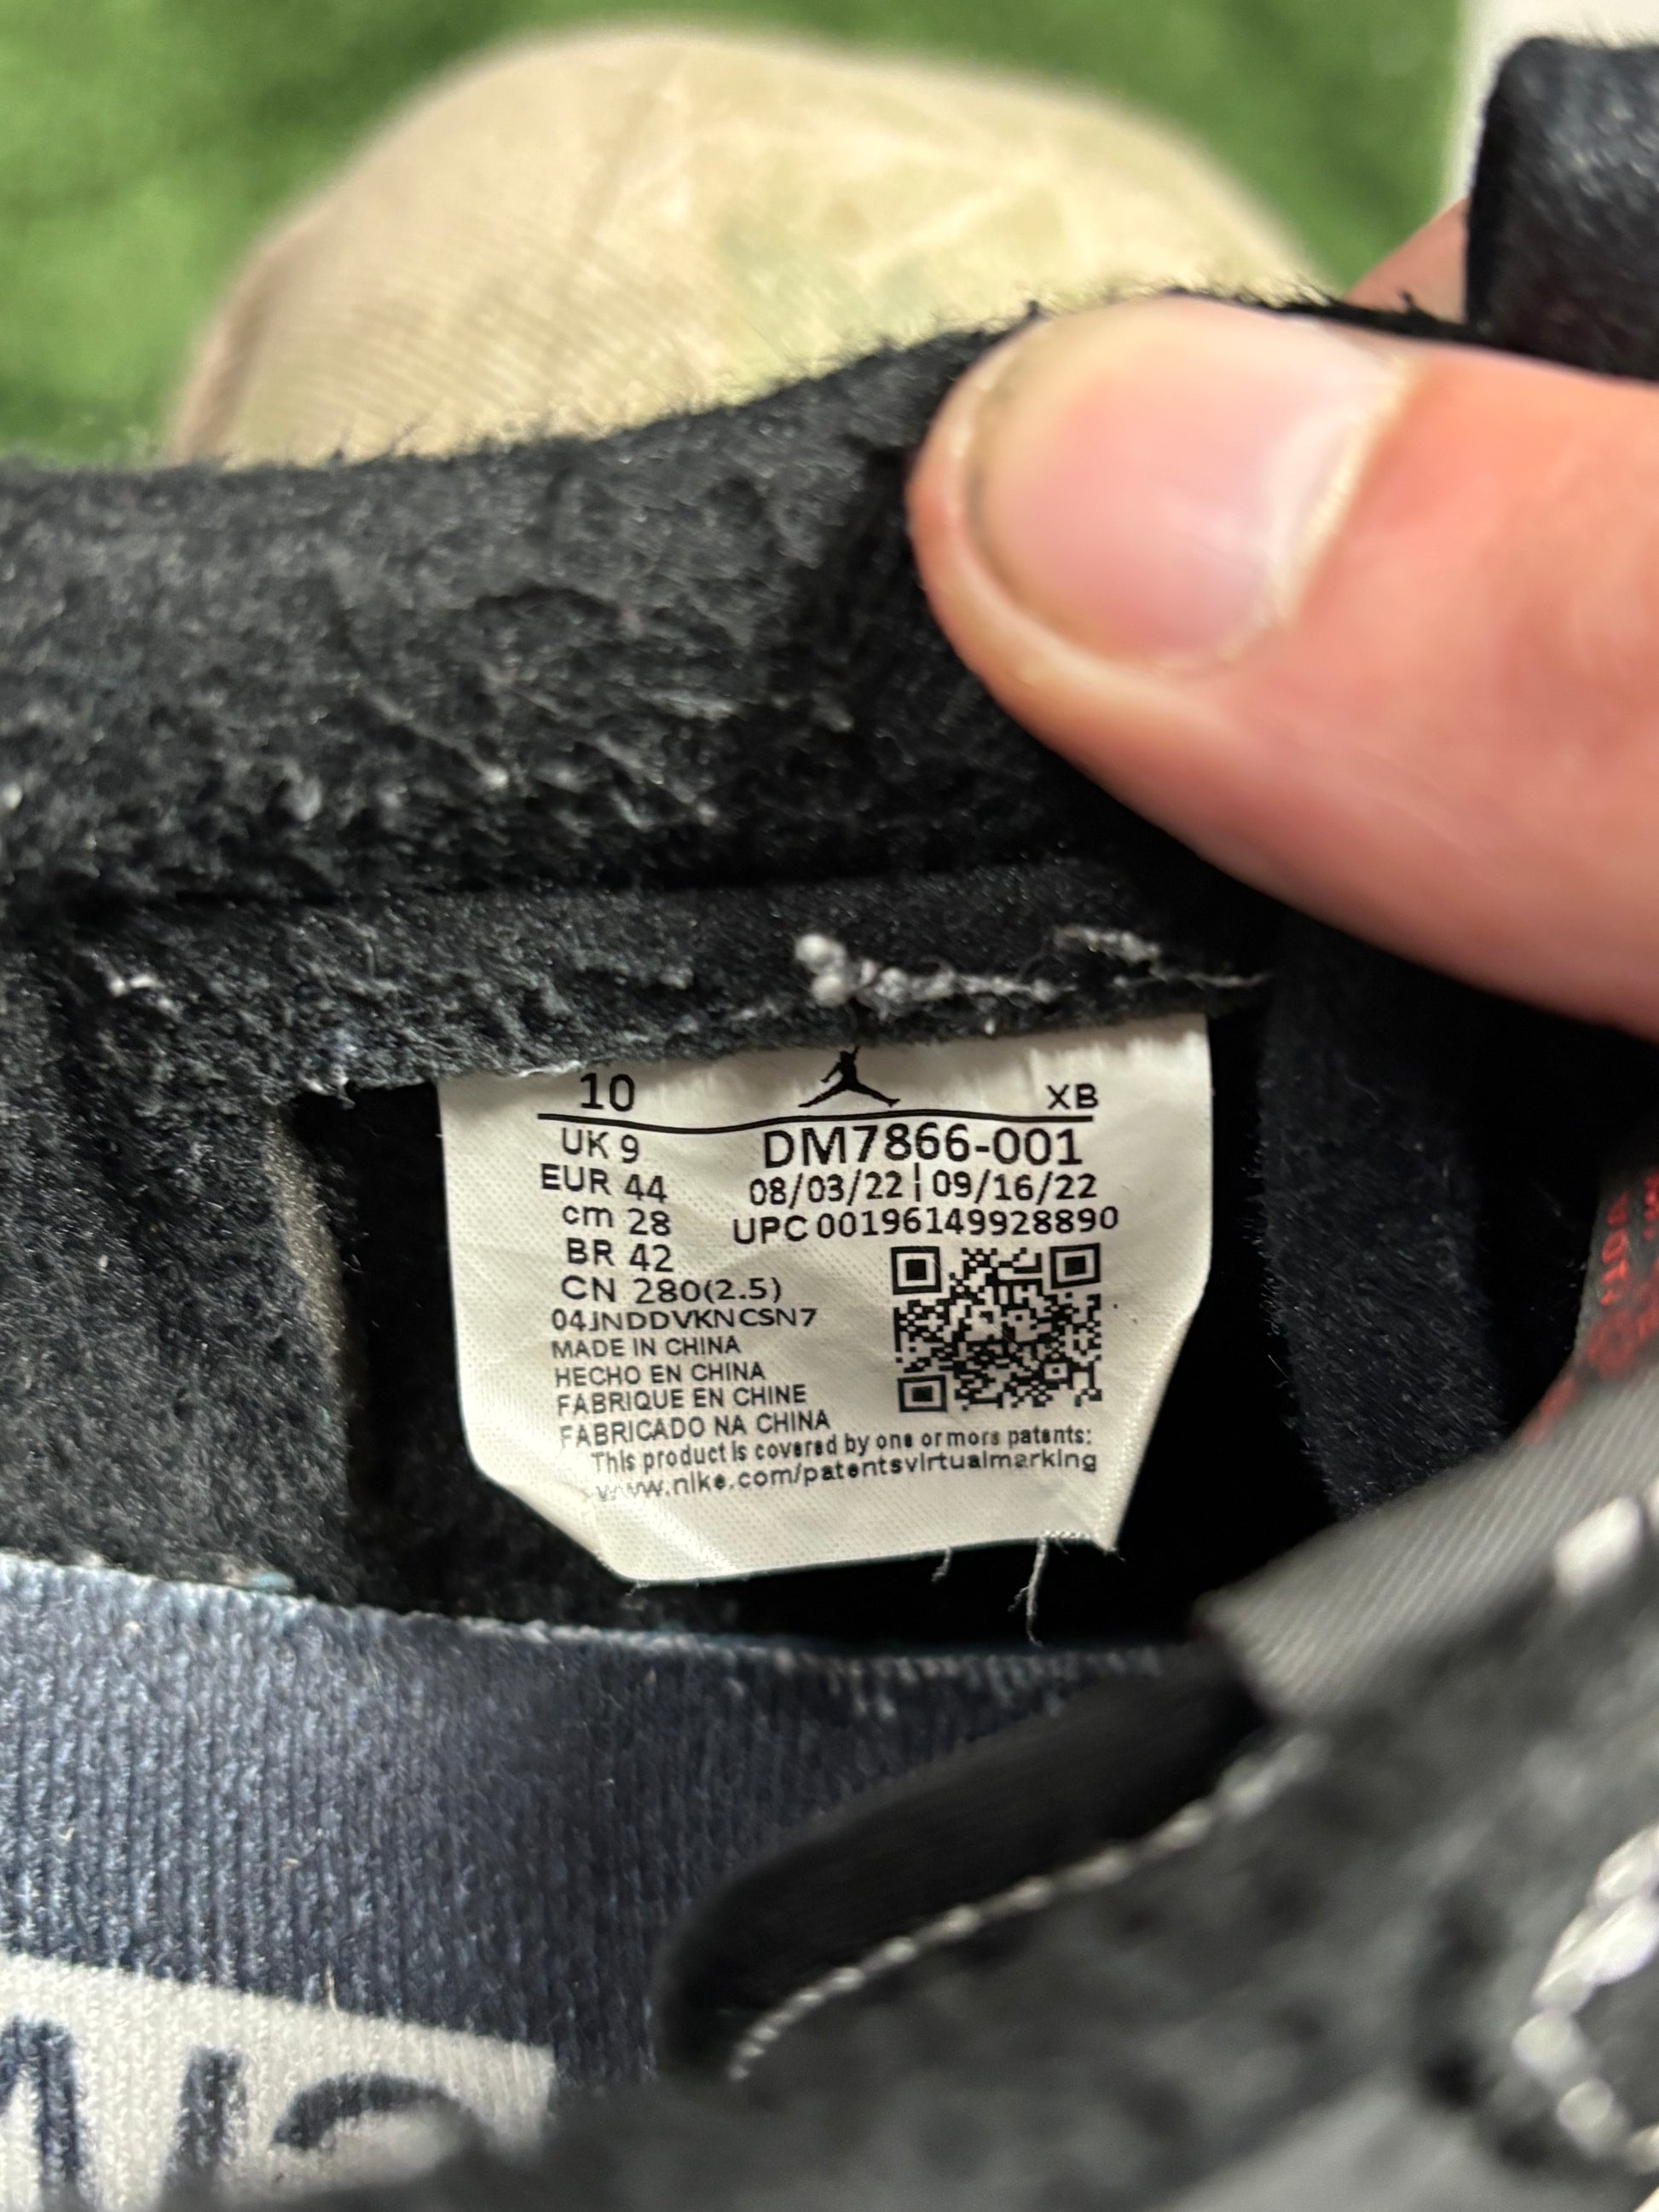 10 XB
UK 9 DM7866-001
EUR 44 08/03/22 | 09/16/22
cm 28 UPC 00196149928890
BR 42
CN 280(2.5)
04JNDDVKNCSN7
MADE IN CHINA
HECHO EN CHINA
FABRIQUE EN CHINE
FABRICADO NA CHINA
This product is covered by one or more patents:
www.nike.com/patentsvirtualmarking